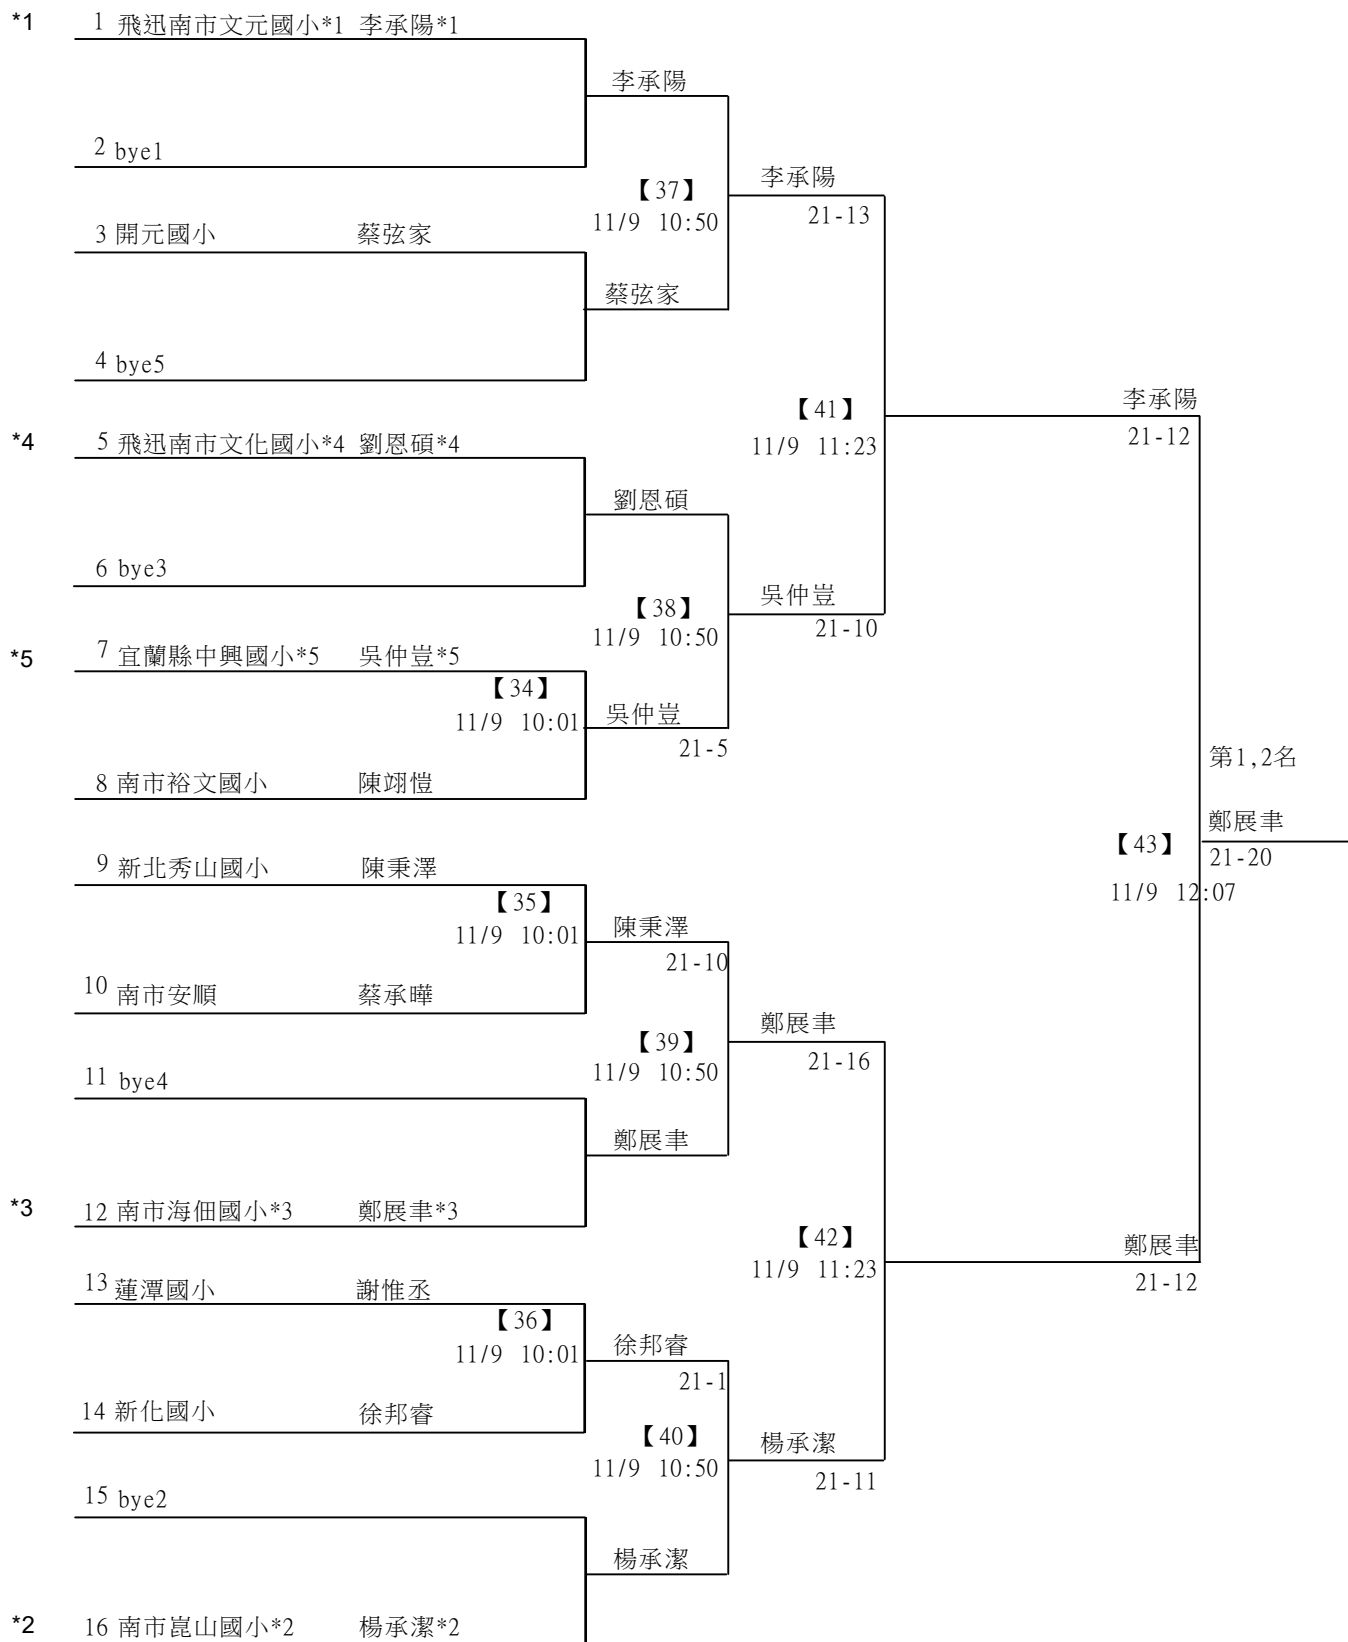 *1 1 飛迅南市文元國小*1 李承陽*1
李承陽
2 bye1
李承陽
【37】
21-13
11/9 10:50
3 開元國小 蔡弦家
蔡弦家
4 bye5
李承陽
【41】
21-12
*4 5 飛迅南市文化國小*4 劉恩碩*4
11/9 11:23
劉恩碩
6 bye3
吳仲豈
【38】
21-10
11/9 10:50
*5 7 宜蘭縣中興國小*5 吳仲豈*5
【34】
吳仲豈
11/9 10:01
21-5
第1,2名
8 南市裕文國小 陳翊愷
鄭展聿
【43】
21-20
9 新北秀山國小 陳秉澤
11/9 12:07
【35】
陳秉澤
11/9 10:01
21-10
10 南市安順 蔡承曄
鄭展聿
【39】
21-16
11/9 10:50
11 bye4
鄭展聿
*3 12 南市海佃國小*3 鄭展聿*3
【42】
鄭展聿
11/9 11:23
21-12
13 蓮潭國小 謝惟丞
【36】
徐邦睿
11/9 10:01
21-1
14 新化國小 徐邦睿
【40】
楊承潔
11/9 10:50
21-11
15 bye2
楊承潔
*2 16 南市崑山國小*2 楊承潔*2